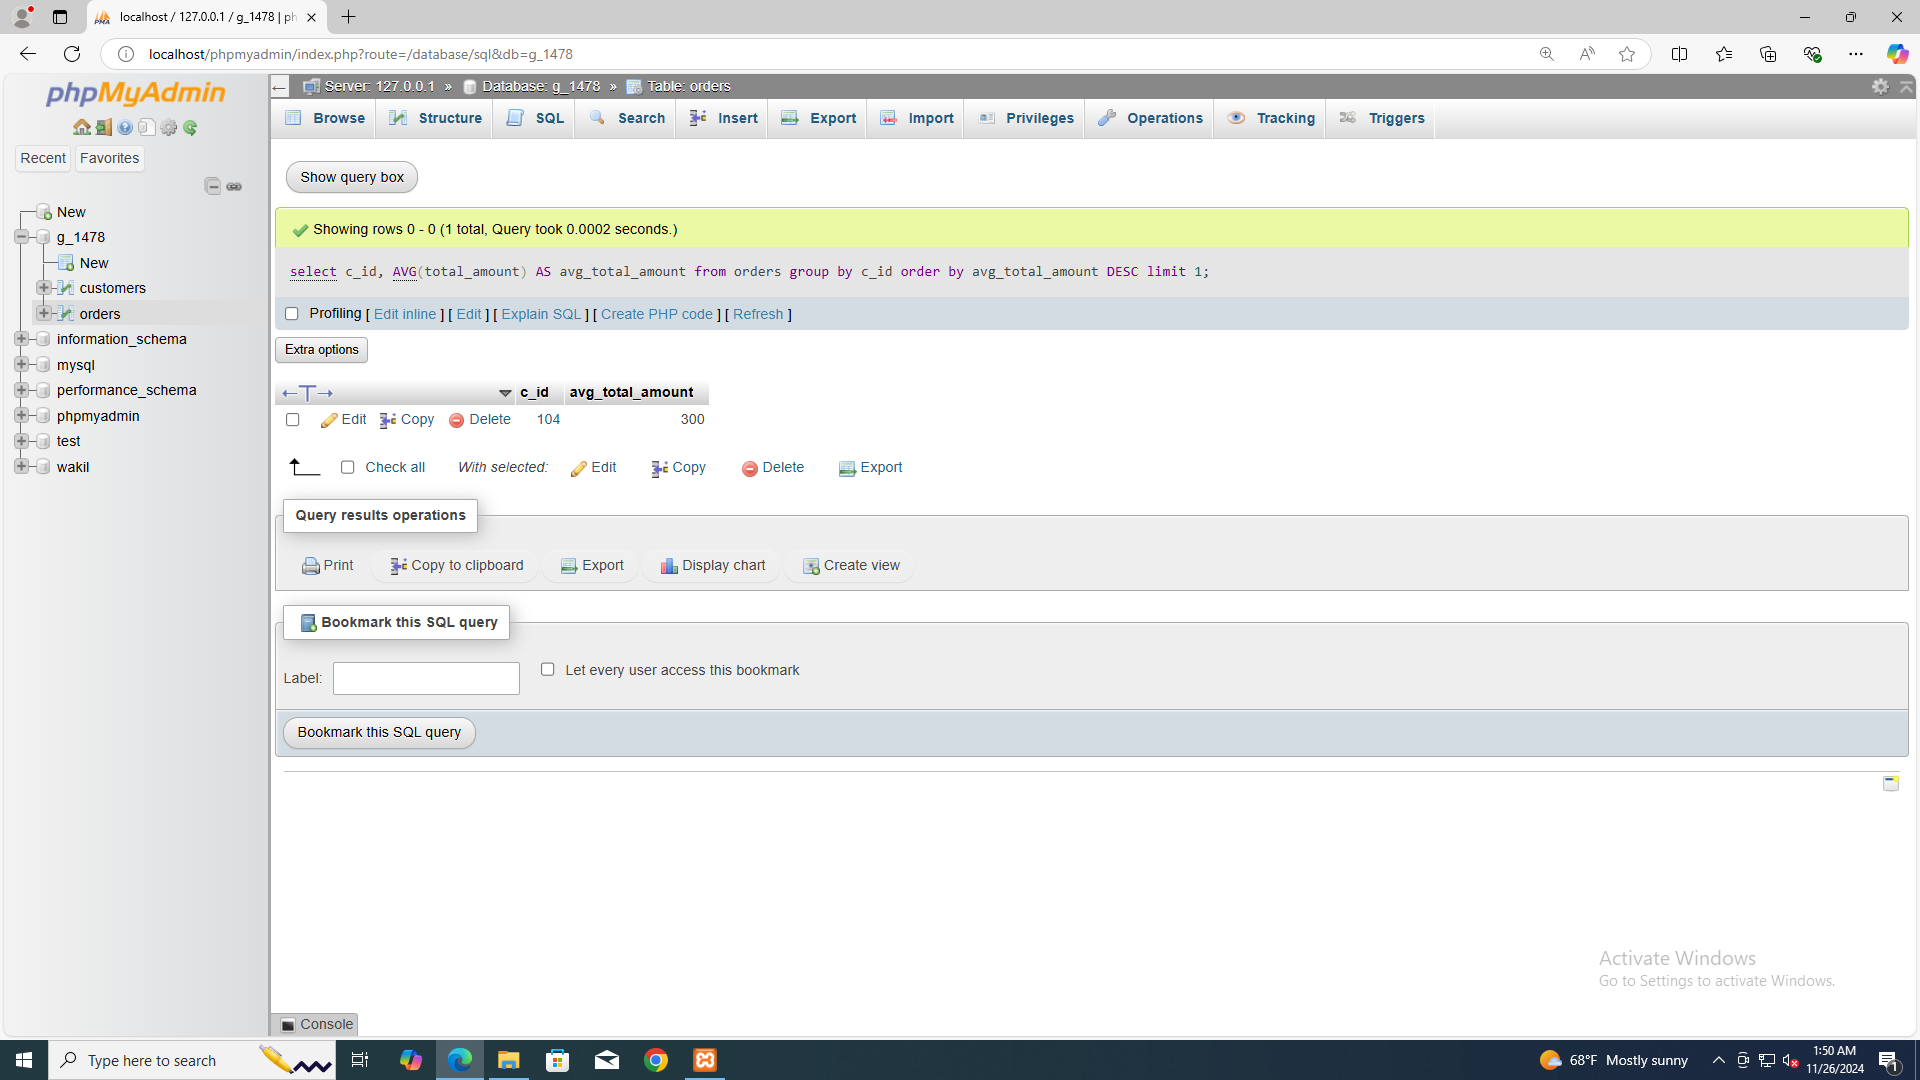 localhost / 127.0.0.1 / g_1478 | ph
localhost/phpmyadmin/index.php?route=/database/sql&db=g_1478
phpMyAdmin
Recent
Favorites
New
g_1478
New
customers
orders
information_schema
mysql
performance_schema
phpmyadmin
test
wakil
Server: 127.0.0.1 » Database: g_1478 » Table: orders
Browse Structure SQL Search Insert Export Import Privileges Operations Tracking Triggers
Show query box
Showing rows 0 - 0 (1 total, Query took 0.0002 seconds.)
select c_id, AVG(total_amount) AS avg_total_amount from orders group by c_id order by avg_total_amount DESC limit 1;
Profiling [ Edit inline ] [ Edit ] [ Explain SQL ] [ Create PHP code ] [ Refresh ]
Extra options
←T→ c_id avg_total_amount
Edit Copy Delete 104 300
Check all With selected: Edit Copy Delete Export
Query results operations
Print Copy to clipboard Export Display chart Create view
Bookmark this SQL query
Label: Let every user access this bookmark
Bookmark this SQL query
Activate Windows
Go to Settings to activate Windows.
Console
Type here to search
68°F Mostly sunny
1:50 AM
11/26/2024
1